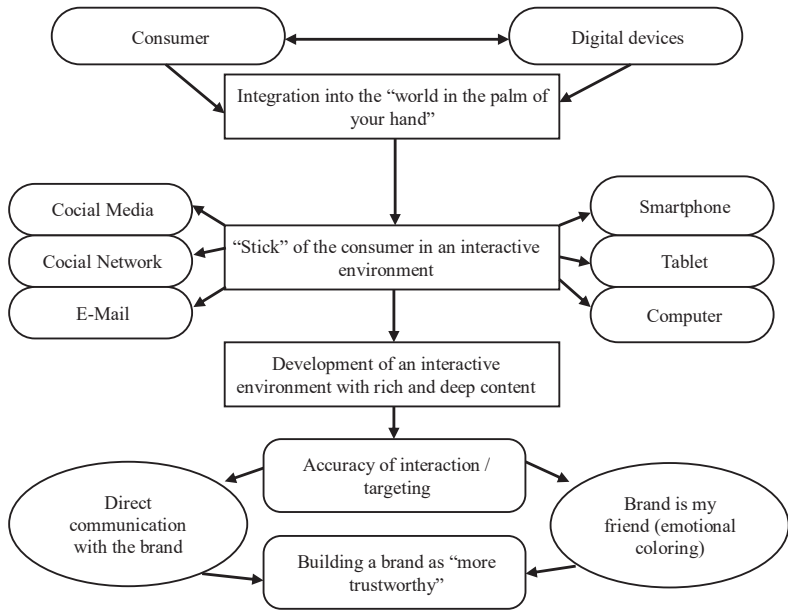 Consumer
Digital devices
Integration into the “world in the palm of
your hand”
Cocial Media
Smartphone
“Stick” of the consumer in an interactive
environment
Cocial Network
Tablet
E-Mail
Computer
Development of an interactive
environment with rich and deep content
Accuracy of interaction /
targeting
Direct
communication
with the brand
Brand is my
friend (emotional
coloring)
Building a brand as “more
trustworthy”